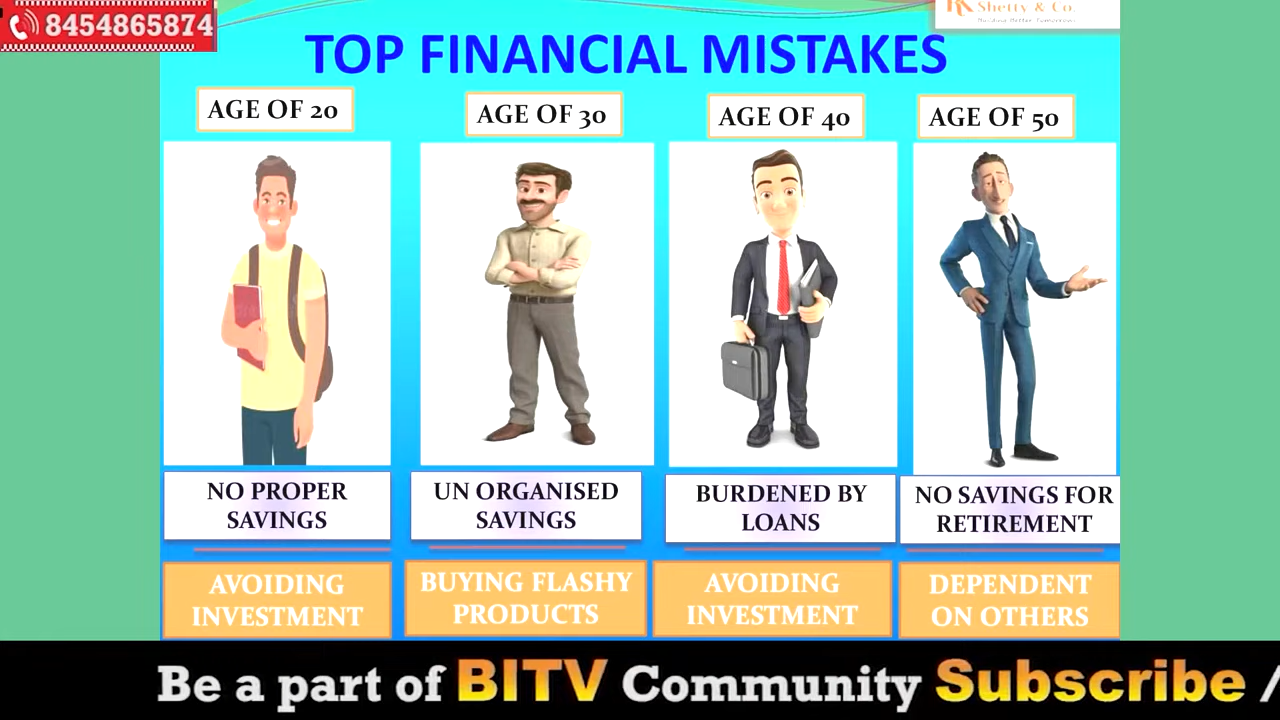 8454865874
Shetty & Co.
TOP FINANCIAL MISTAKES
AGE OF 20
AGE OF 30
AGE OF 40
AGE OF 50
NO PROPER
SAVINGS
UN ORGANISED
SAVINGS
BURDENED BY
LOANS
NO SAVINGS FOR
RETIREMENT
AVOIDING
INVESTMENT
BUYING FLASHY
PRODUCTS
AVOIDING
INVESTMENT
DEPENDENT
ON OTHERS
Be a part of BITV Community Subscribe /